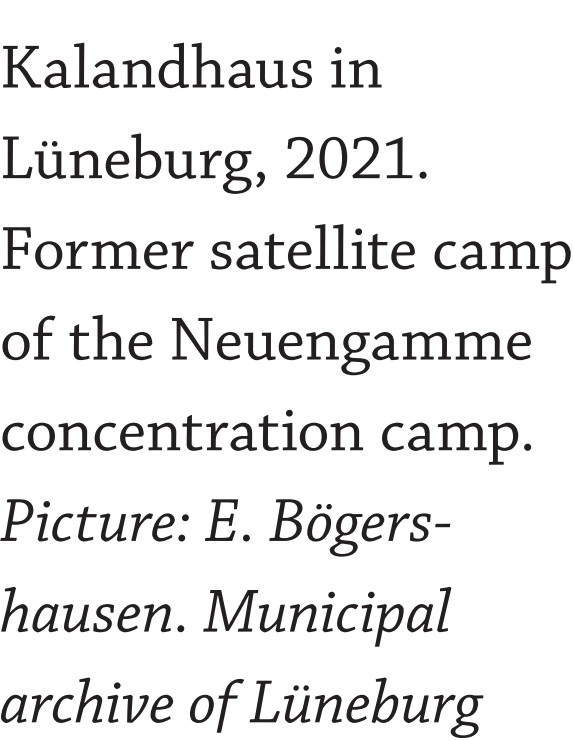 Kalandhaus in
Lüneburg, 2021.
Former satellite camp
of the Neuengamme
concentration camp.
Picture: E. Bögers-
hausen. Municipal
archive of Lüneburg